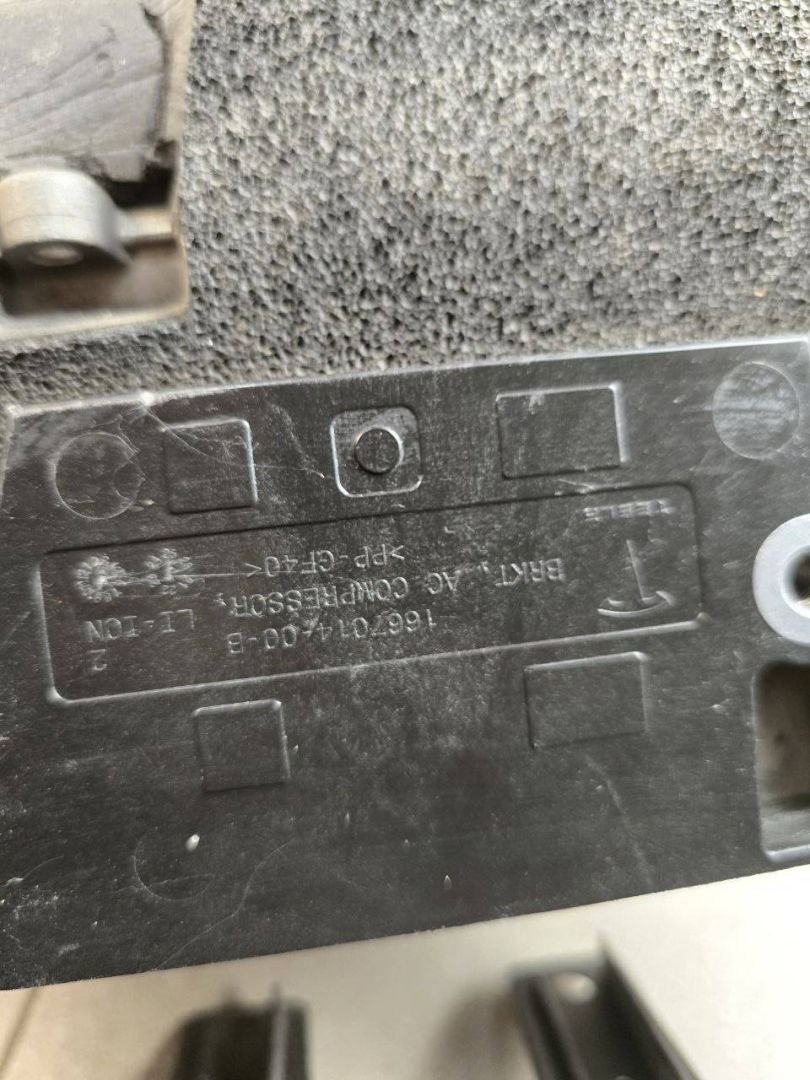 TESLA
1667014-00-B
BRKT, AC COMPRESSOR, LI-ION
>PP-GF40<
2